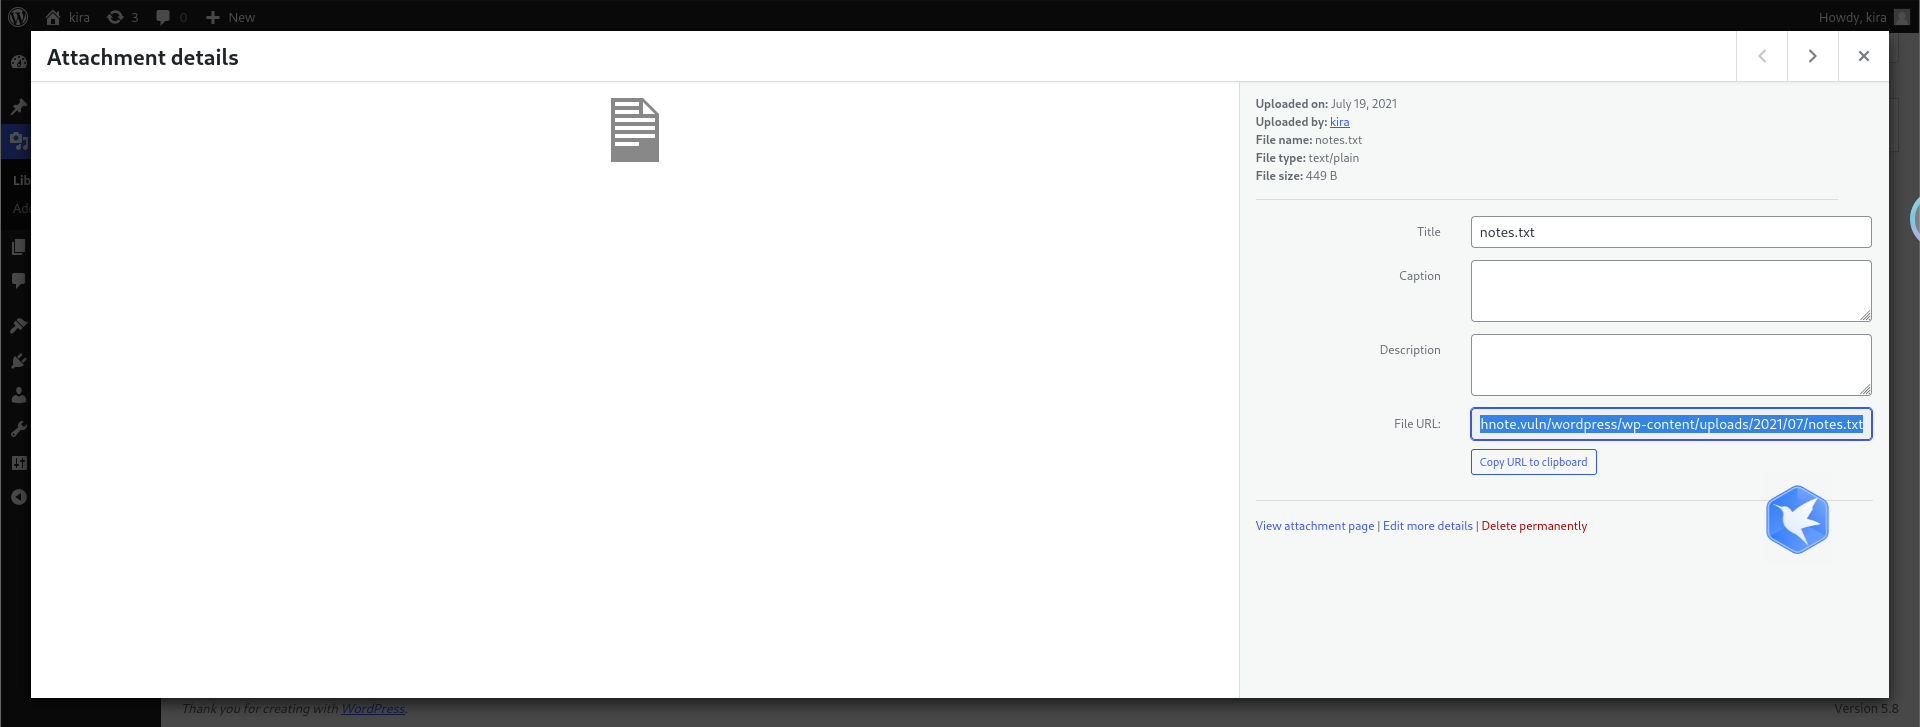 kira 3 0 New Howdy, kira
Attachment details
Uploaded on: July 19, 2021
Uploaded by: kira
File name: notes.txt
File type: text/plain
File size: 449 B
Lib
Ad
Title notes.txt
Caption
Description
File URL: hnote.vuln/wordpress/wp-content/uploads/2021/07/notes.txt
Copy URL to clipboard
View attachment page | Edit more details | Delete permanently
Thank you for creating with WordPress. Version 5.8